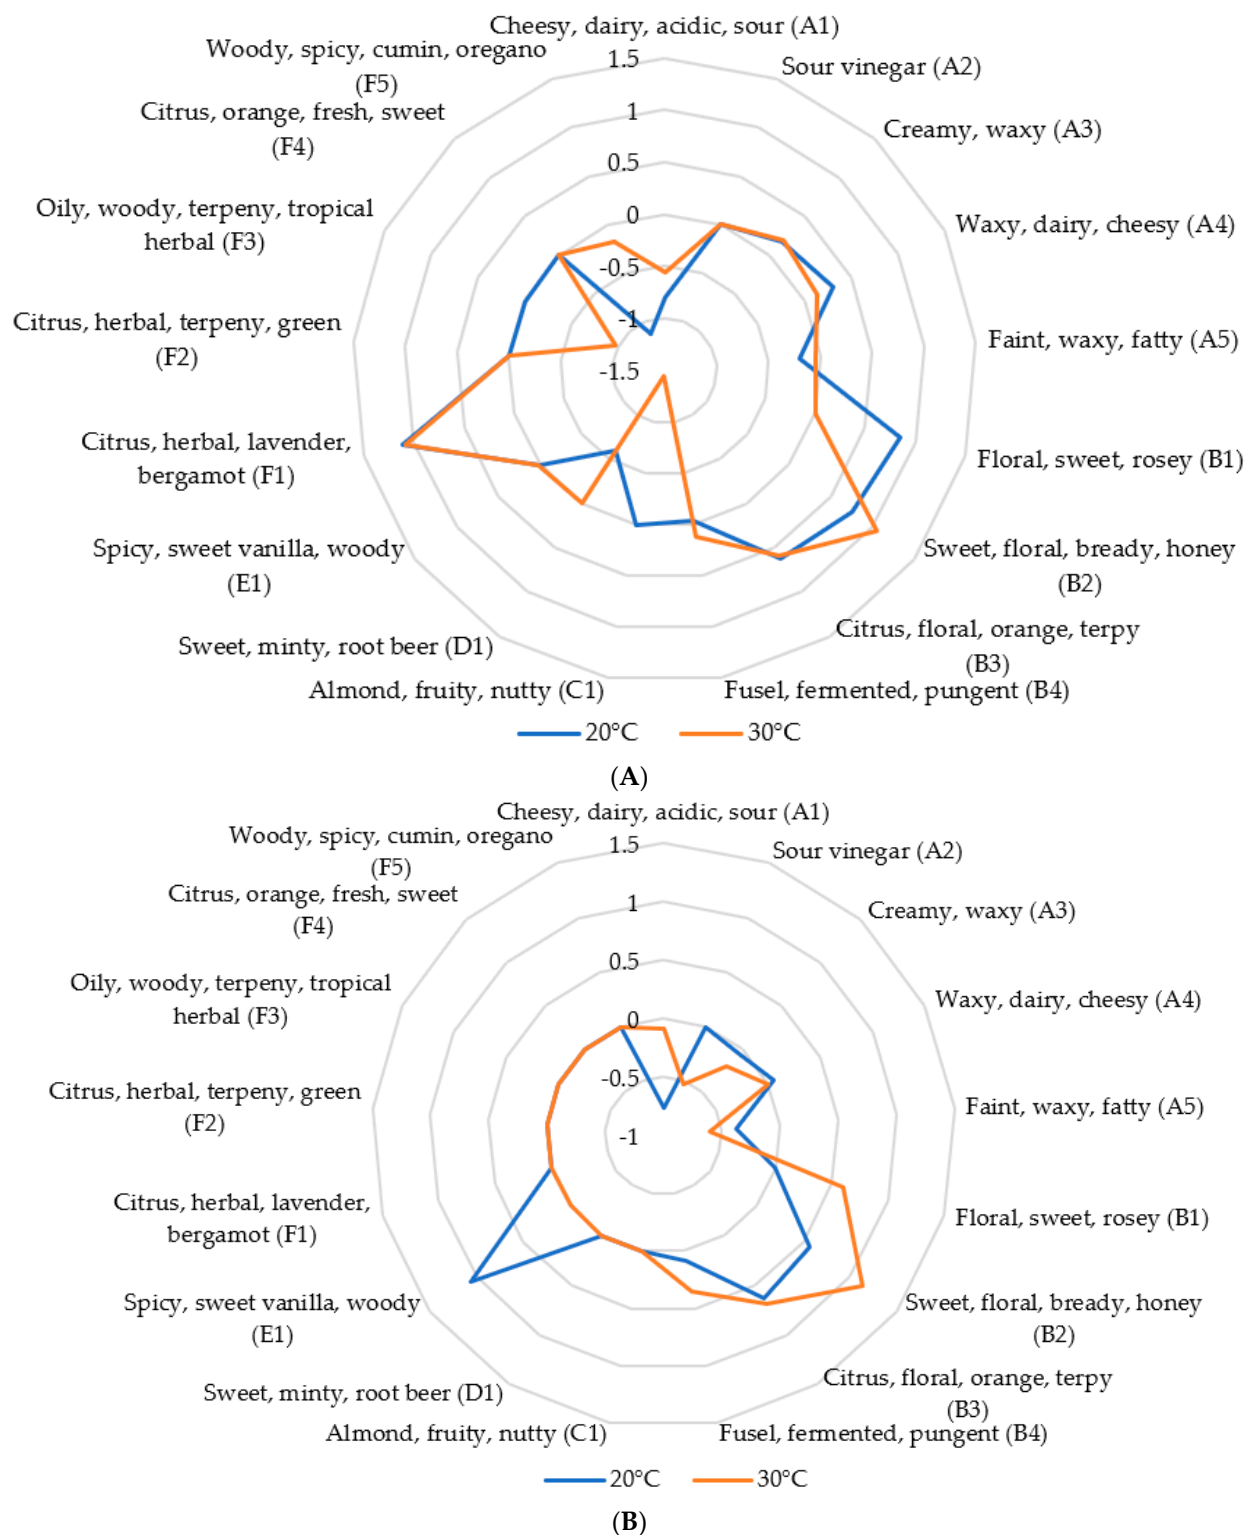 Cheesy, dairy, acidic, sour (A1)
Woody, spicy, cumin, oregano
(F5)
1.5
Sour vinegar (A2)
Citrus, orange, fresh, sweet
(F4)
1
Creamy, waxy (A3)
0.5
Oily, woody, terpeny, tropical
herbal (F3)
0
Waxy, dairy, cheesy (A4)
-0.5
Citrus, herbal, terpeny, green
(F2)
-1
Faint, waxy, fatty (A5)
-1.5
Citrus, herbal, lavender,
bergamot (F1)
Floral, sweet, rosey (B1)
Spicy, sweet vanilla, woody
(E1)
Sweet, floral, bready, honey
(B2)
Sweet, minty, root beer (D1)
Citrus, floral, orange, terpy
(B3)
Almond, fruity, nutty (C1)
Fusel, fermented, pungent (B4)
20°C
30°C
(A)
Cheesy, dairy, acidic, sour (A1)
Woody, spicy, cumin, oregano
(F5)
1.5
Sour vinegar (A2)
Citrus, orange, fresh, sweet
(F4)
1
Creamy, waxy (A3)
0.5
Oily, woody, terpeny, tropical
herbal (F3)
0
Waxy, dairy, cheesy (A4)
-0.5
Citrus, herbal, terpeny, green
(F2)
-1
Faint, waxy, fatty (A5)
Citrus, herbal, lavender,
bergamot (F1)
Floral, sweet, rosey (B1)
Spicy, sweet vanilla, woody
(E1)
Sweet, floral, bready, honey
(B2)
Sweet, minty, root beer (D1)
Citrus, floral, orange, terpy
(B3)
Almond, fruity, nutty (C1)
Fusel, fermented, pungent (B4)
20°C
30°C
(B)